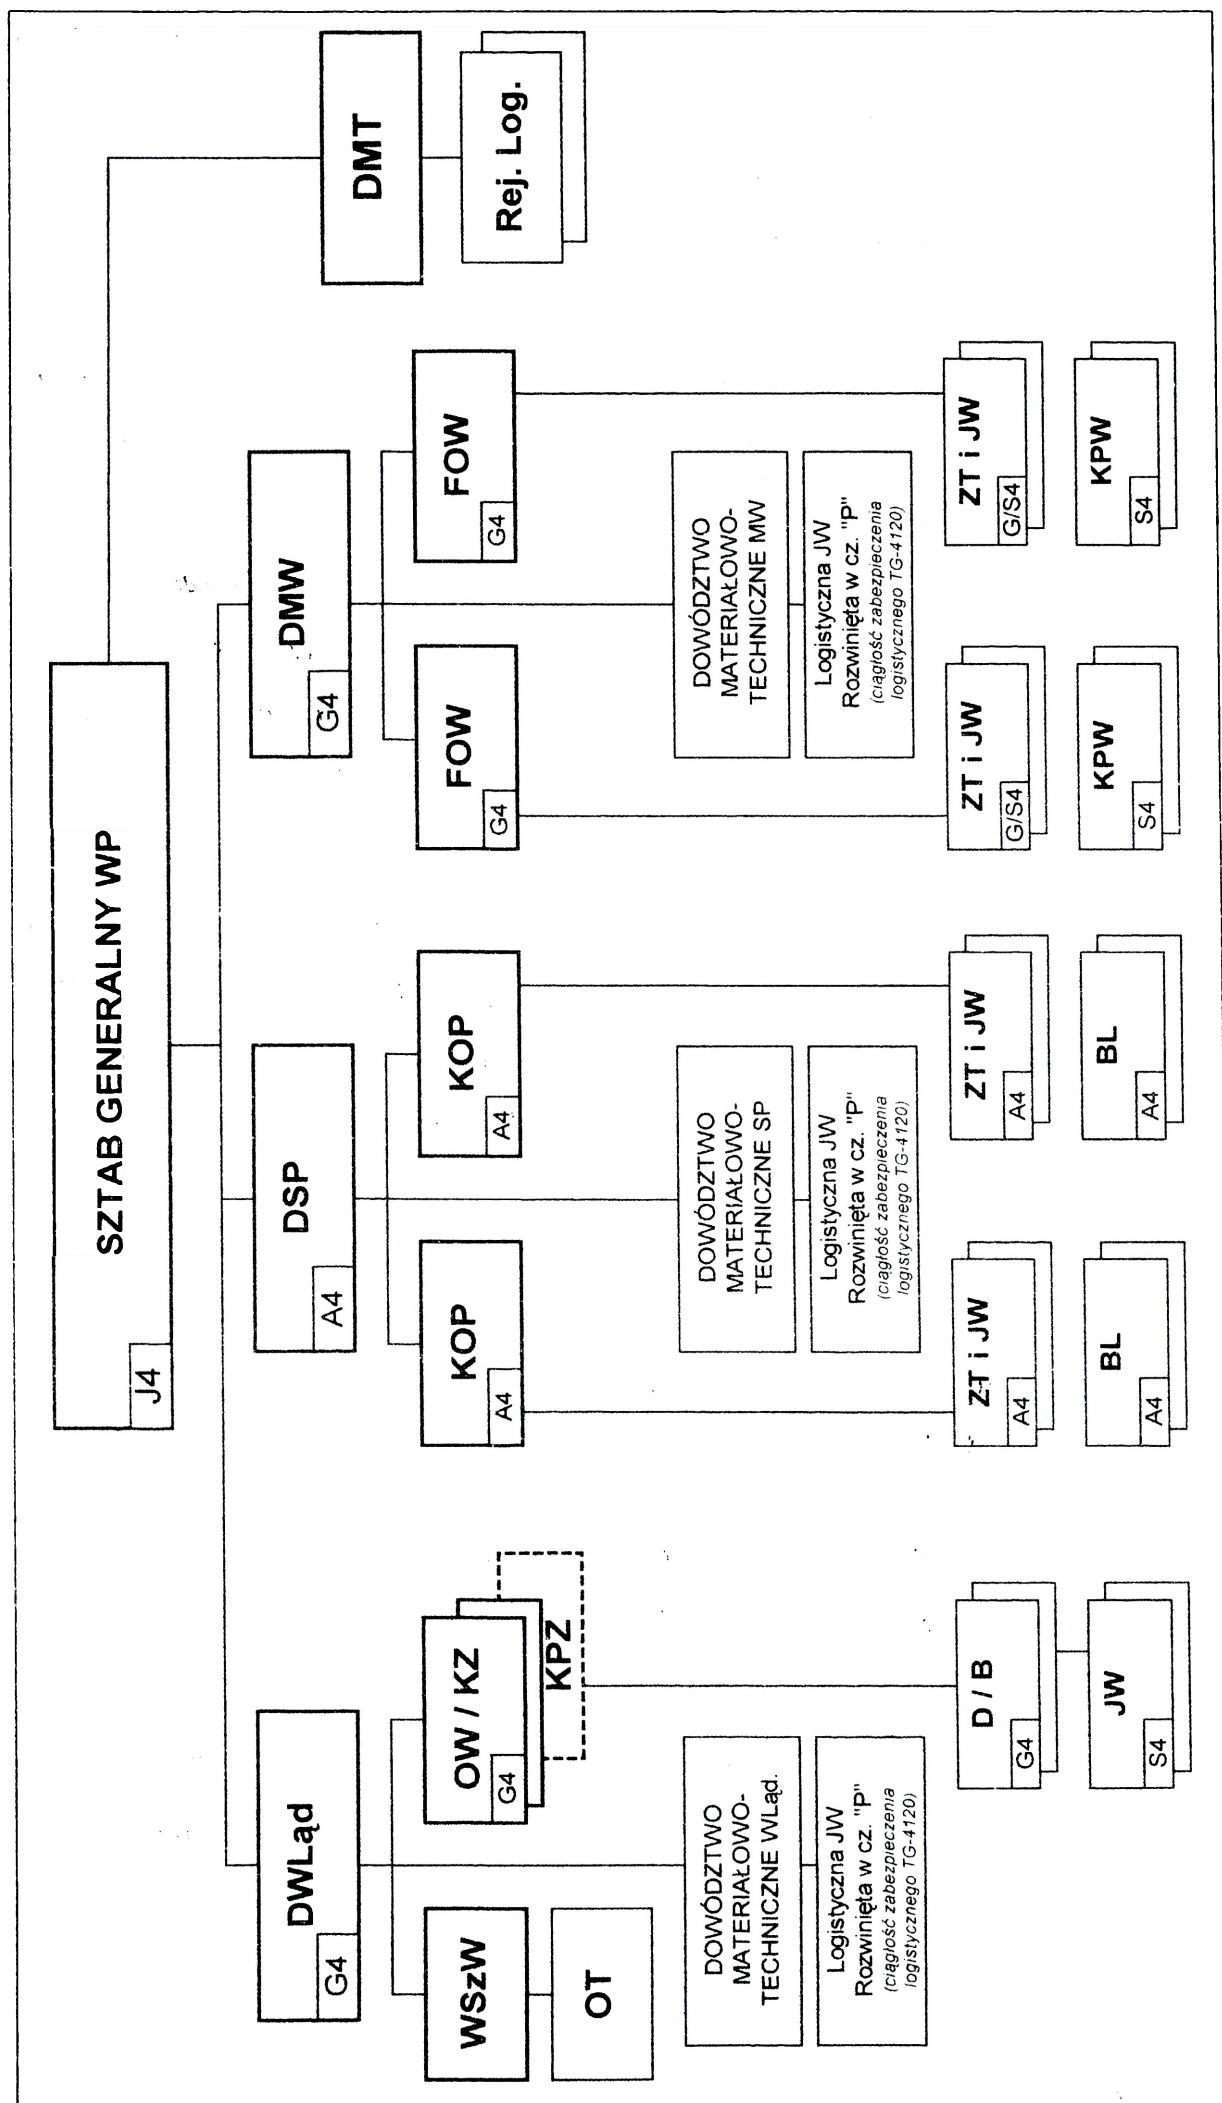 SZTAB GENERALNY WP
J4
DWLąd
G4
DSP
A4
DMW
G4
DMT
Rej. Log.
WSzW
OT
OW / KZ
G4
KPZ
KOP
A4
KOP
A4
FOW
G4
FOW
G4
DOWÓDZTWO
MATERIAŁOWO-
TECHNICZNE WLąd.
Logistyczna JW
Rozwinięta w cz. "P"
(ciągłość zabezpieczenia
logistycznego TG-4120)
DOWÓDZTWO
MATERIAŁOWO-
TECHNICZNE SP
Logistyczna JW
Rozwinięta w cz. "P"
(ciągłość zabezpieczenia
logistycznego TG-4120)
DOWÓDZTWO
MATERIAŁOWO-
TECHNICZNE MW
Logistyczna JW
Rozwinięta w cz. "P"
(ciągłość zabezpieczenia
logistycznego TG-4120)
D / B
G4
ZT i JW
A4
ZT i JW
A4
ZT i JW
G/S4
ZT i JW
G/S4
JW
S4
BL
A4
BL
A4
KPW
S4
KPW
S4